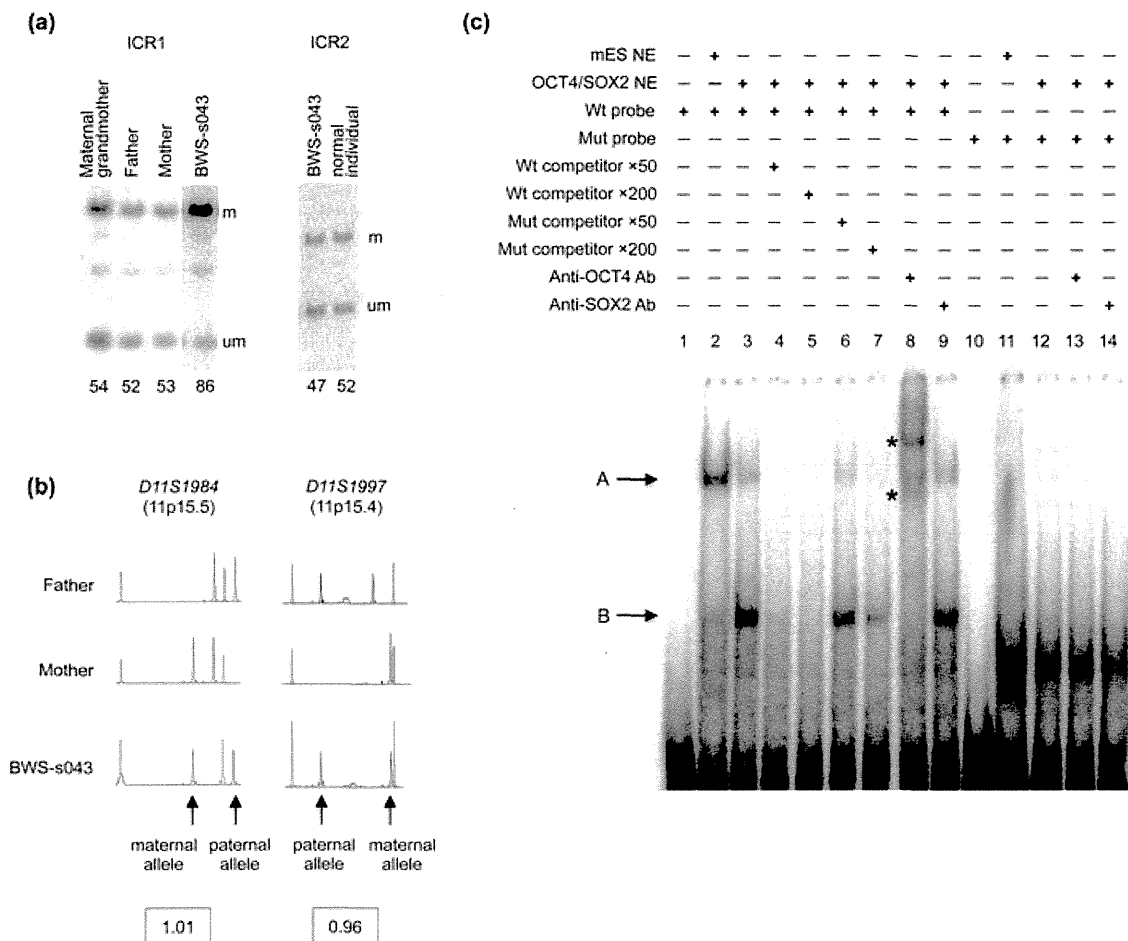 (a)
ICR1
ICR2
Maternal grandmother
Father
Mother
BWS-s043
BWS-s043
normal individual
m
um
m
um
54 52 53 86
47 52
(b)
D11S1984
(11p15.5)
D11S1997
(11p15.4)
Father
Mother
BWS-s043
maternal allele
paternal allele
paternal allele
maternal allele
1.01
0.96
(c)
mES NE − + − − − − − − − − + − − −
OCT4/SOX2 NE − − + + + + + + + − − + + +
Wt probe + + + + + + + + + − − − − −
Mut probe − − − − − − − − − + + + + +
Wt competitor ×50 − − − + − − − − − − − − − −
Wt competitor ×200 − − − − + − − − − − − − − −
Mut competitor ×50 − − − − − + − − − − − − − −
Mut competitor ×200 − − − − − − + − − − − − − −
Anti-OCT4 Ab − − − − − − − + − − − − + −
Anti-SOX2 Ab − − − − − − − − + − − − − +
1 2 3 4 5 6 7 8 9 10 11 12 13 14
*
A
*
B